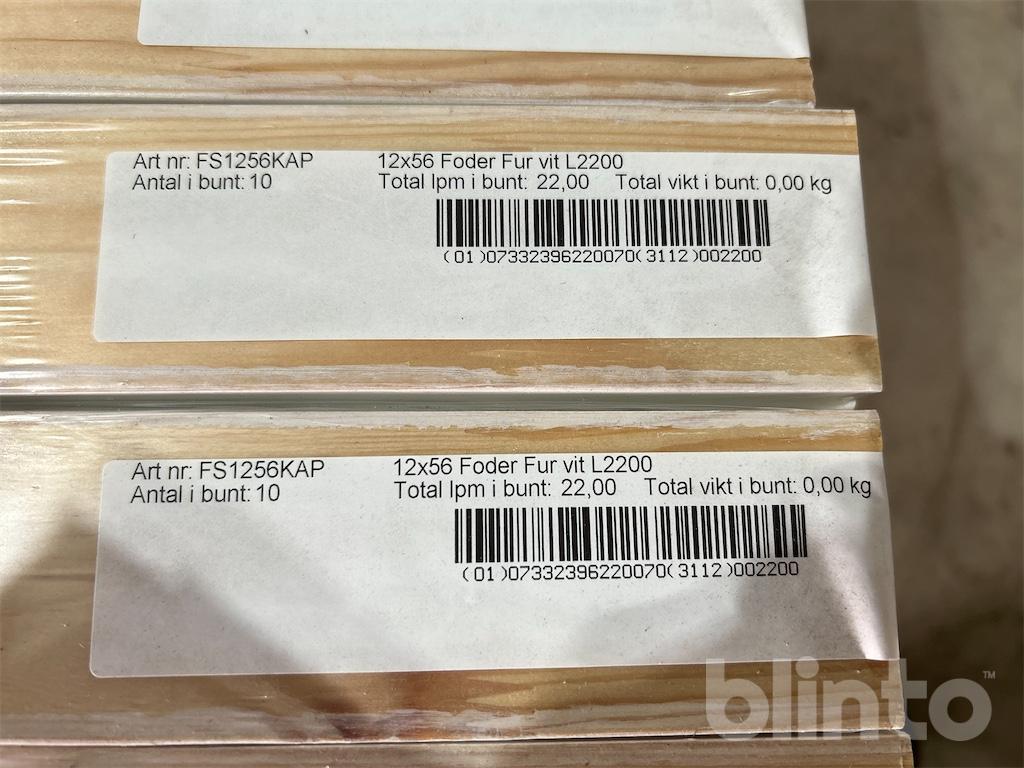 Art nr: FS1256KAP 12x56 Foder Fur vit L2200
Antal i bunt: 10 Total lpm i bunt: 22,00 Total vikt i bunt: 0,00 kg
(01)07332396220070(3112)002200
Art nr: FS1256KAP 12x56 Foder Fur vit L2200
Antal i bunt: 10 Total lpm i bunt: 22,00 Total vikt i bunt: 0,00 kg
(01)07332396220070(3112)002200
blinto™